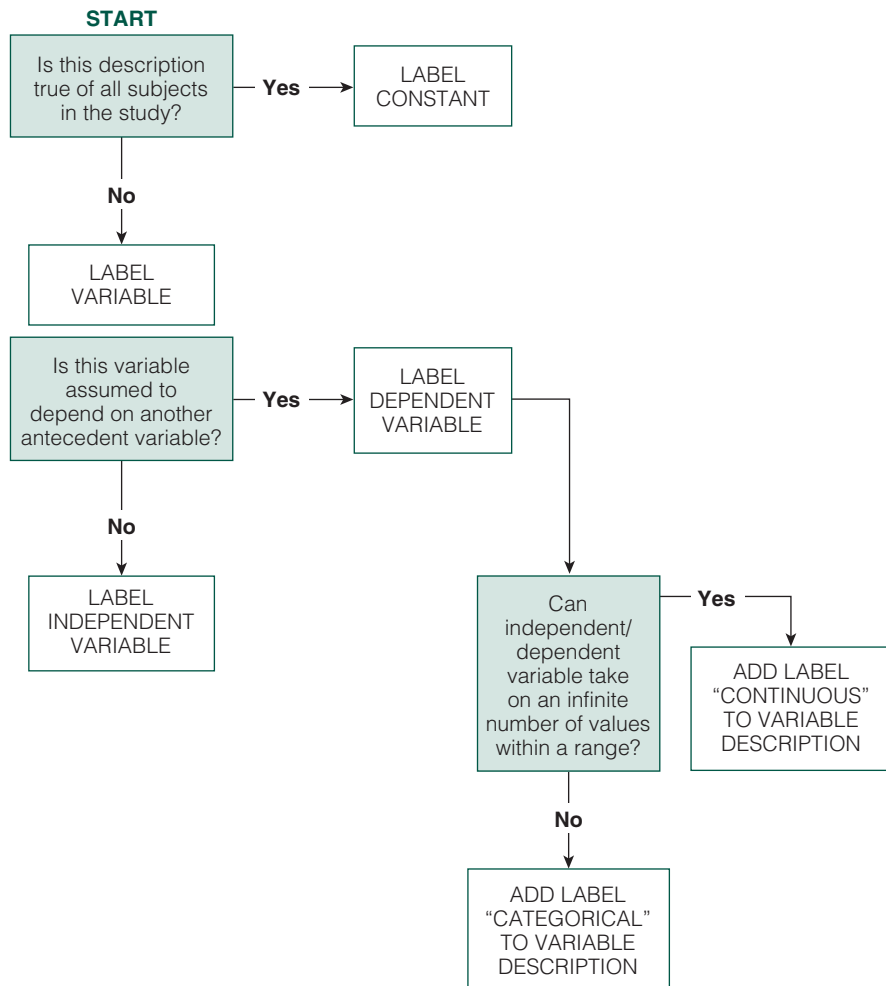 START
Is this description
true of all subjects
in the study?
Yes
LABEL
CONSTANT
No
LABEL
VARIABLE
Is this variable
assumed to
depend on another
antecedent variable?
Yes
LABEL
DEPENDENT
VARIABLE
No
LABEL
INDEPENDENT
VARIABLE
Can
independent/
dependent
variable take
on an infinite
number of values
within a range?
Yes
ADD LABEL
“CONTINUOUS”
TO VARIABLE
DESCRIPTION
No
ADD LABEL
“CATEGORICAL”
TO VARIABLE
DESCRIPTION